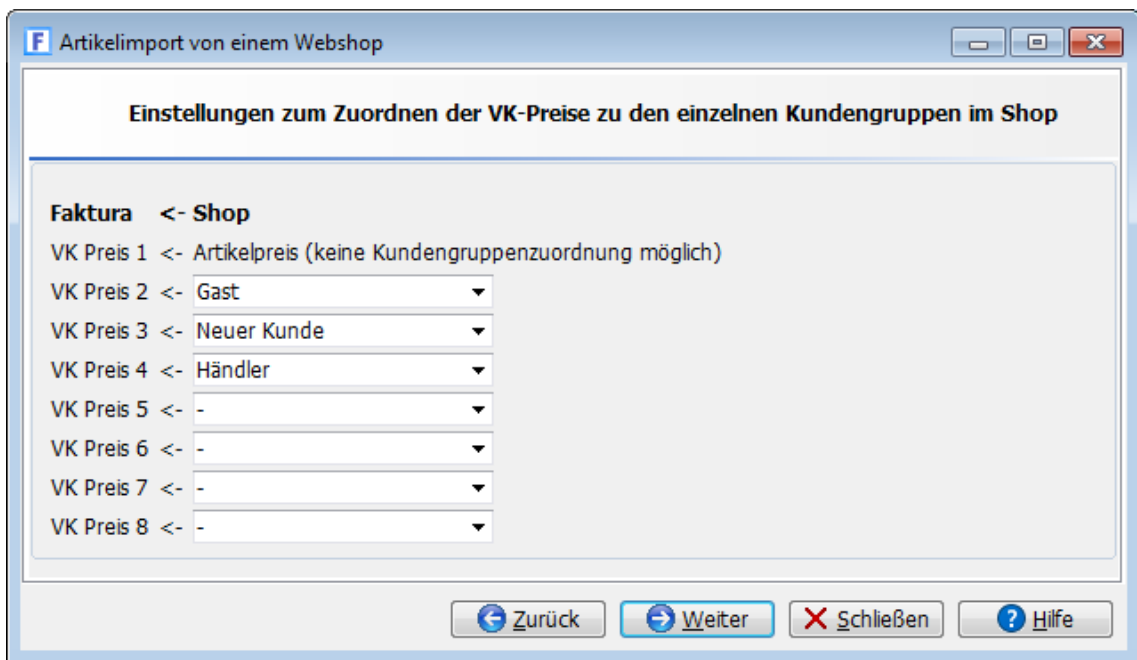 F Artikelimport von einem Webshop
Einstellungen zum Zuordnen der VK-Preise zu den einzelnen Kundengruppen im Shop
Faktura <- Shop
VK Preis 1 <- Artikelpreis (keine Kundengruppenzuordnung möglich)
VK Preis 2 <- Gast
VK Preis 3 <- Neuer Kunde
VK Preis 4 <- Händler
VK Preis 5 <- -
VK Preis 6 <- -
VK Preis 7 <- -
VK Preis 8 <- -
Zurück Weiter Schließen ? Hilfe